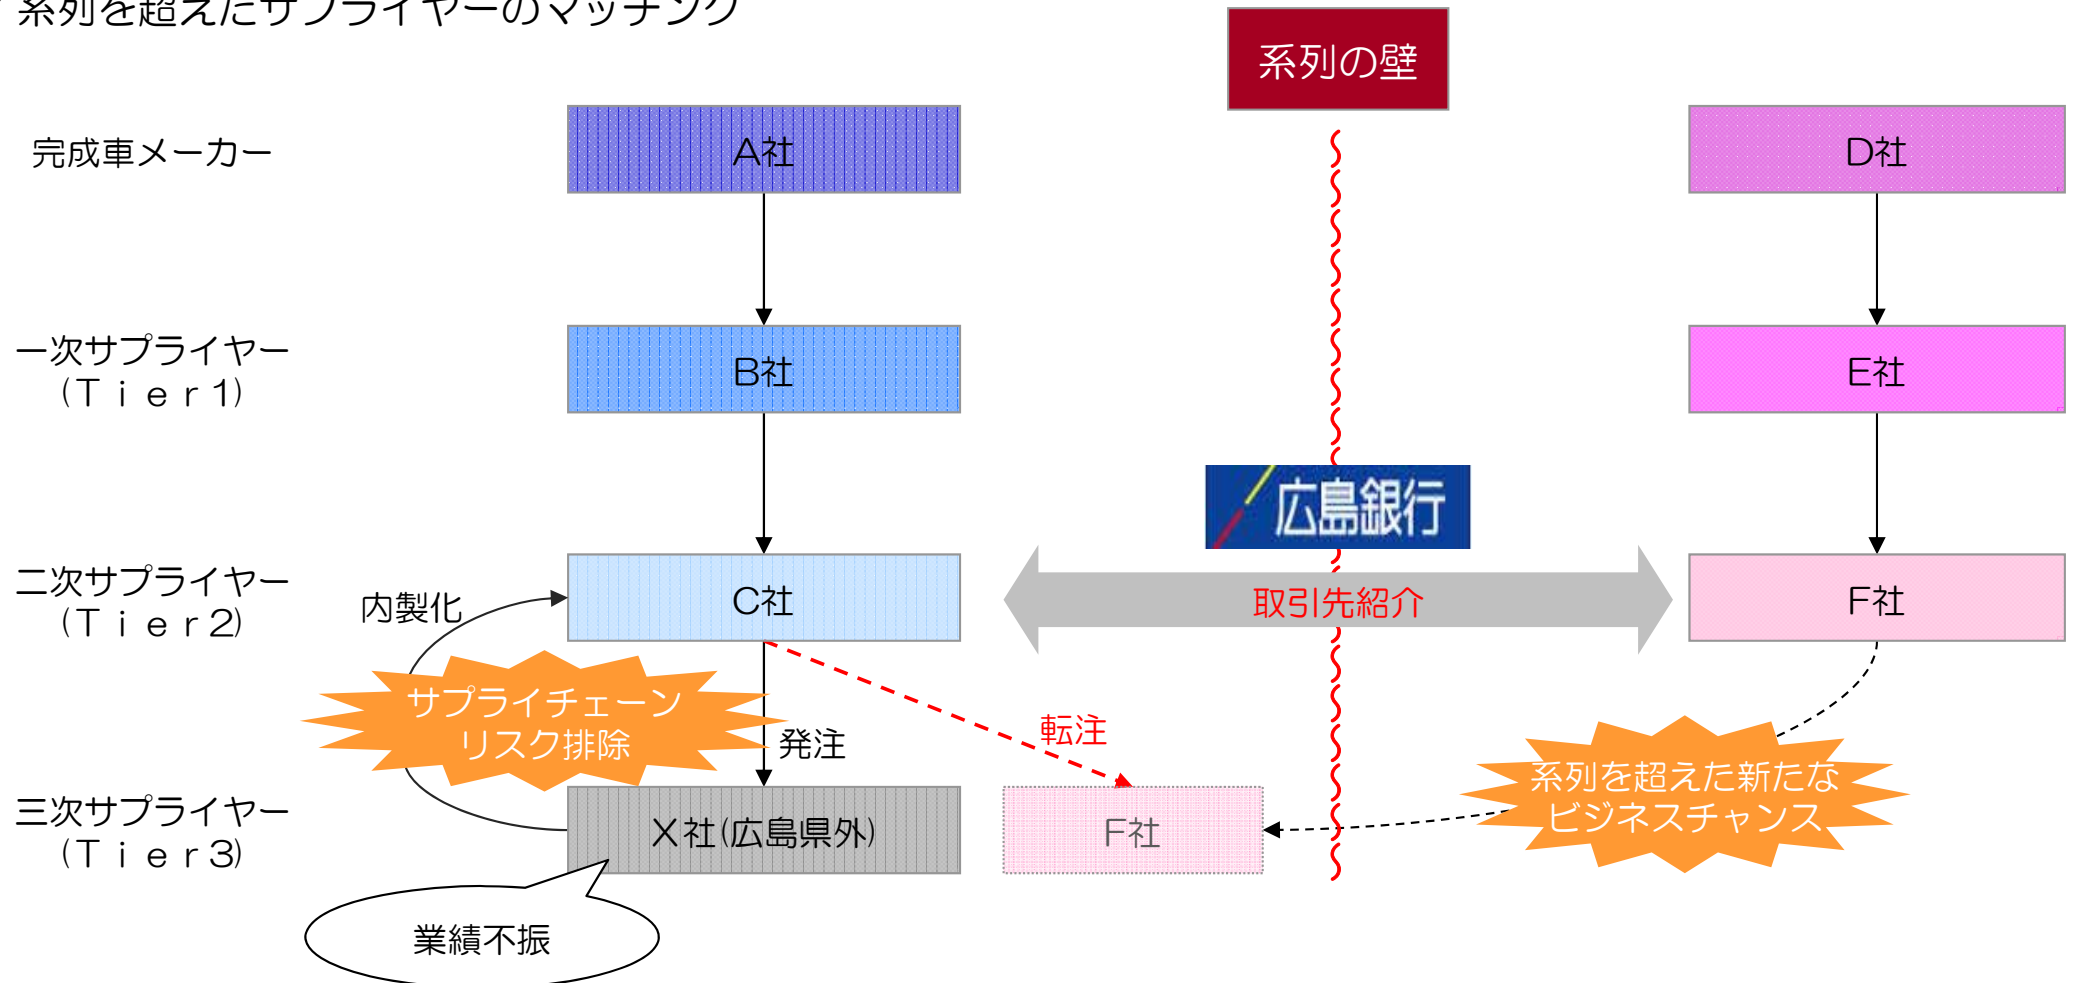 系列を超えたサプライヤーのマッチング
系列の壁
完成車メーカー
A社
D社
一次サプライヤー
(Ｔｉｅｒ1)
B社
E社
広島銀行
二次サプライヤー
(Ｔｉｅｒ2)
内製化
C社
取引先紹介
F社
サプライチェーン
リスク排除
発注
転注
系列を超えた新たな
ビジネスチャンス
三次サプライヤー
(Ｔｉｅｒ3)
X社(広島県外)
F社
業績不振